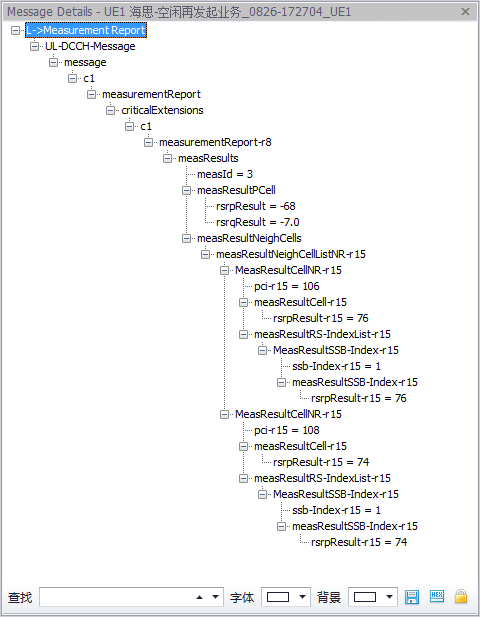 Message Details - UE1 海思-空闲再发起业务_0826-172704_UE1
L->Measurement Report
UL-DCCH-Message
message
c1
measurementReport
criticalExtensions
c1
measurementReport-r8
measResults
measId = 3
measResultPCell
rsrpResult = -68
rsrqResult = -7.0
measResultNeighCells
measResultNeighCellListNR-r15
MeasResultCellNR-r15
pci-r15 = 106
measResultCell-r15
rsrpResult-r15 = 76
measResultRS-IndexList-r15
MeasResultSSB-Index-r15
ssb-Index-r15 = 1
measResultSSB-Index-r15
rsrpResult-r15 = 76
MeasResultCellNR-r15
pci-r15 = 108
measResultCell-r15
rsrpResult-r15 = 74
measResultRS-IndexList-r15
MeasResultSSB-Index-r15
ssb-Index-r15 = 1
measResultSSB-Index-r15
rsrpResult-r15 = 74
查找 字体 背景 HEX